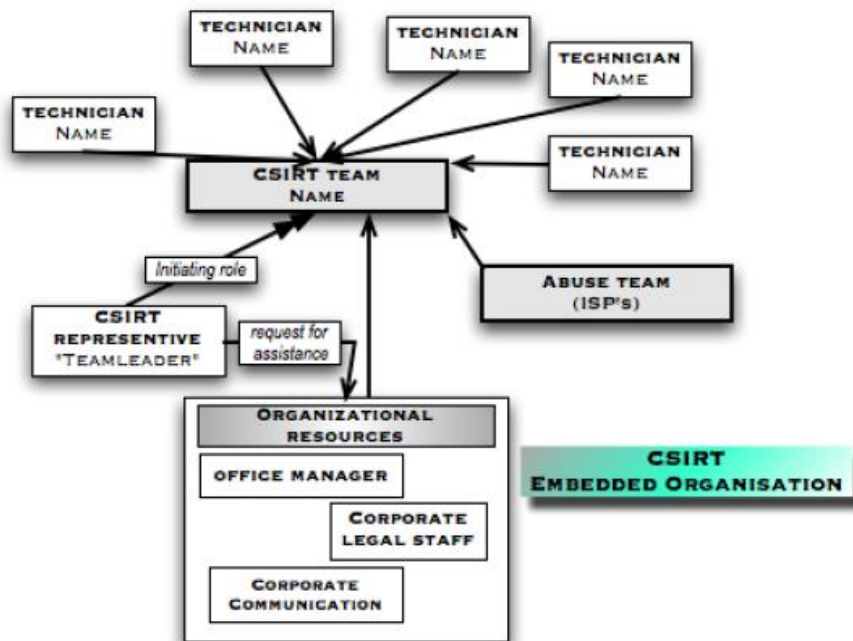 TECHNICIAN
NAME
TECHNICIAN
NAME
TECHNICIAN
NAME
TECHNICIAN
NAME
TECHNICIAN
NAME
CSIRT TEAM
NAME
Initiating role
ABUSE TEAM
(ISP'S)
CSIRT
REPRESENTIVE
"TEAMLEADER"
request for
assistance
ORGANIZATIONAL
RESOURCES
OFFICE MANAGER
CORPORATE
LEGAL STAFF
CORPORATE
COMMUNICATION
CSIRT
EMBEDDED ORGANISATION